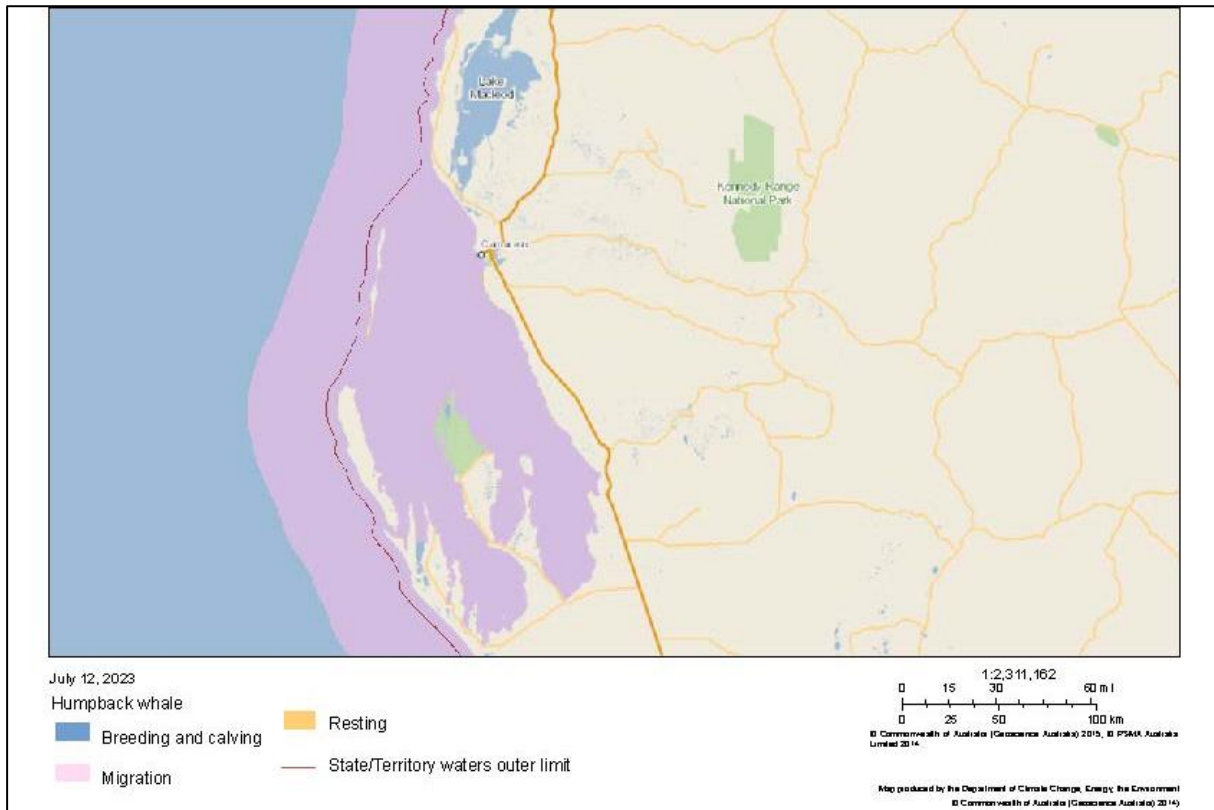 Lake
Macleod
Kennedy Range
National Park
Carnarvon
July 12, 2023
Humpback whale
Breeding and calving
Migration
Resting
State/Territory waters outer limit
1:2,311,162
0 15 30 60 mi
0 25 50 100 km
© Commonwealth of Australia (Geoscience Australia) 2015, © PSMA Australia
Limited 2014
Map produced by the Department of Climate Change, Energy, the Environment
© Commonwealth of Australia (Geoscience Australia) 2014)